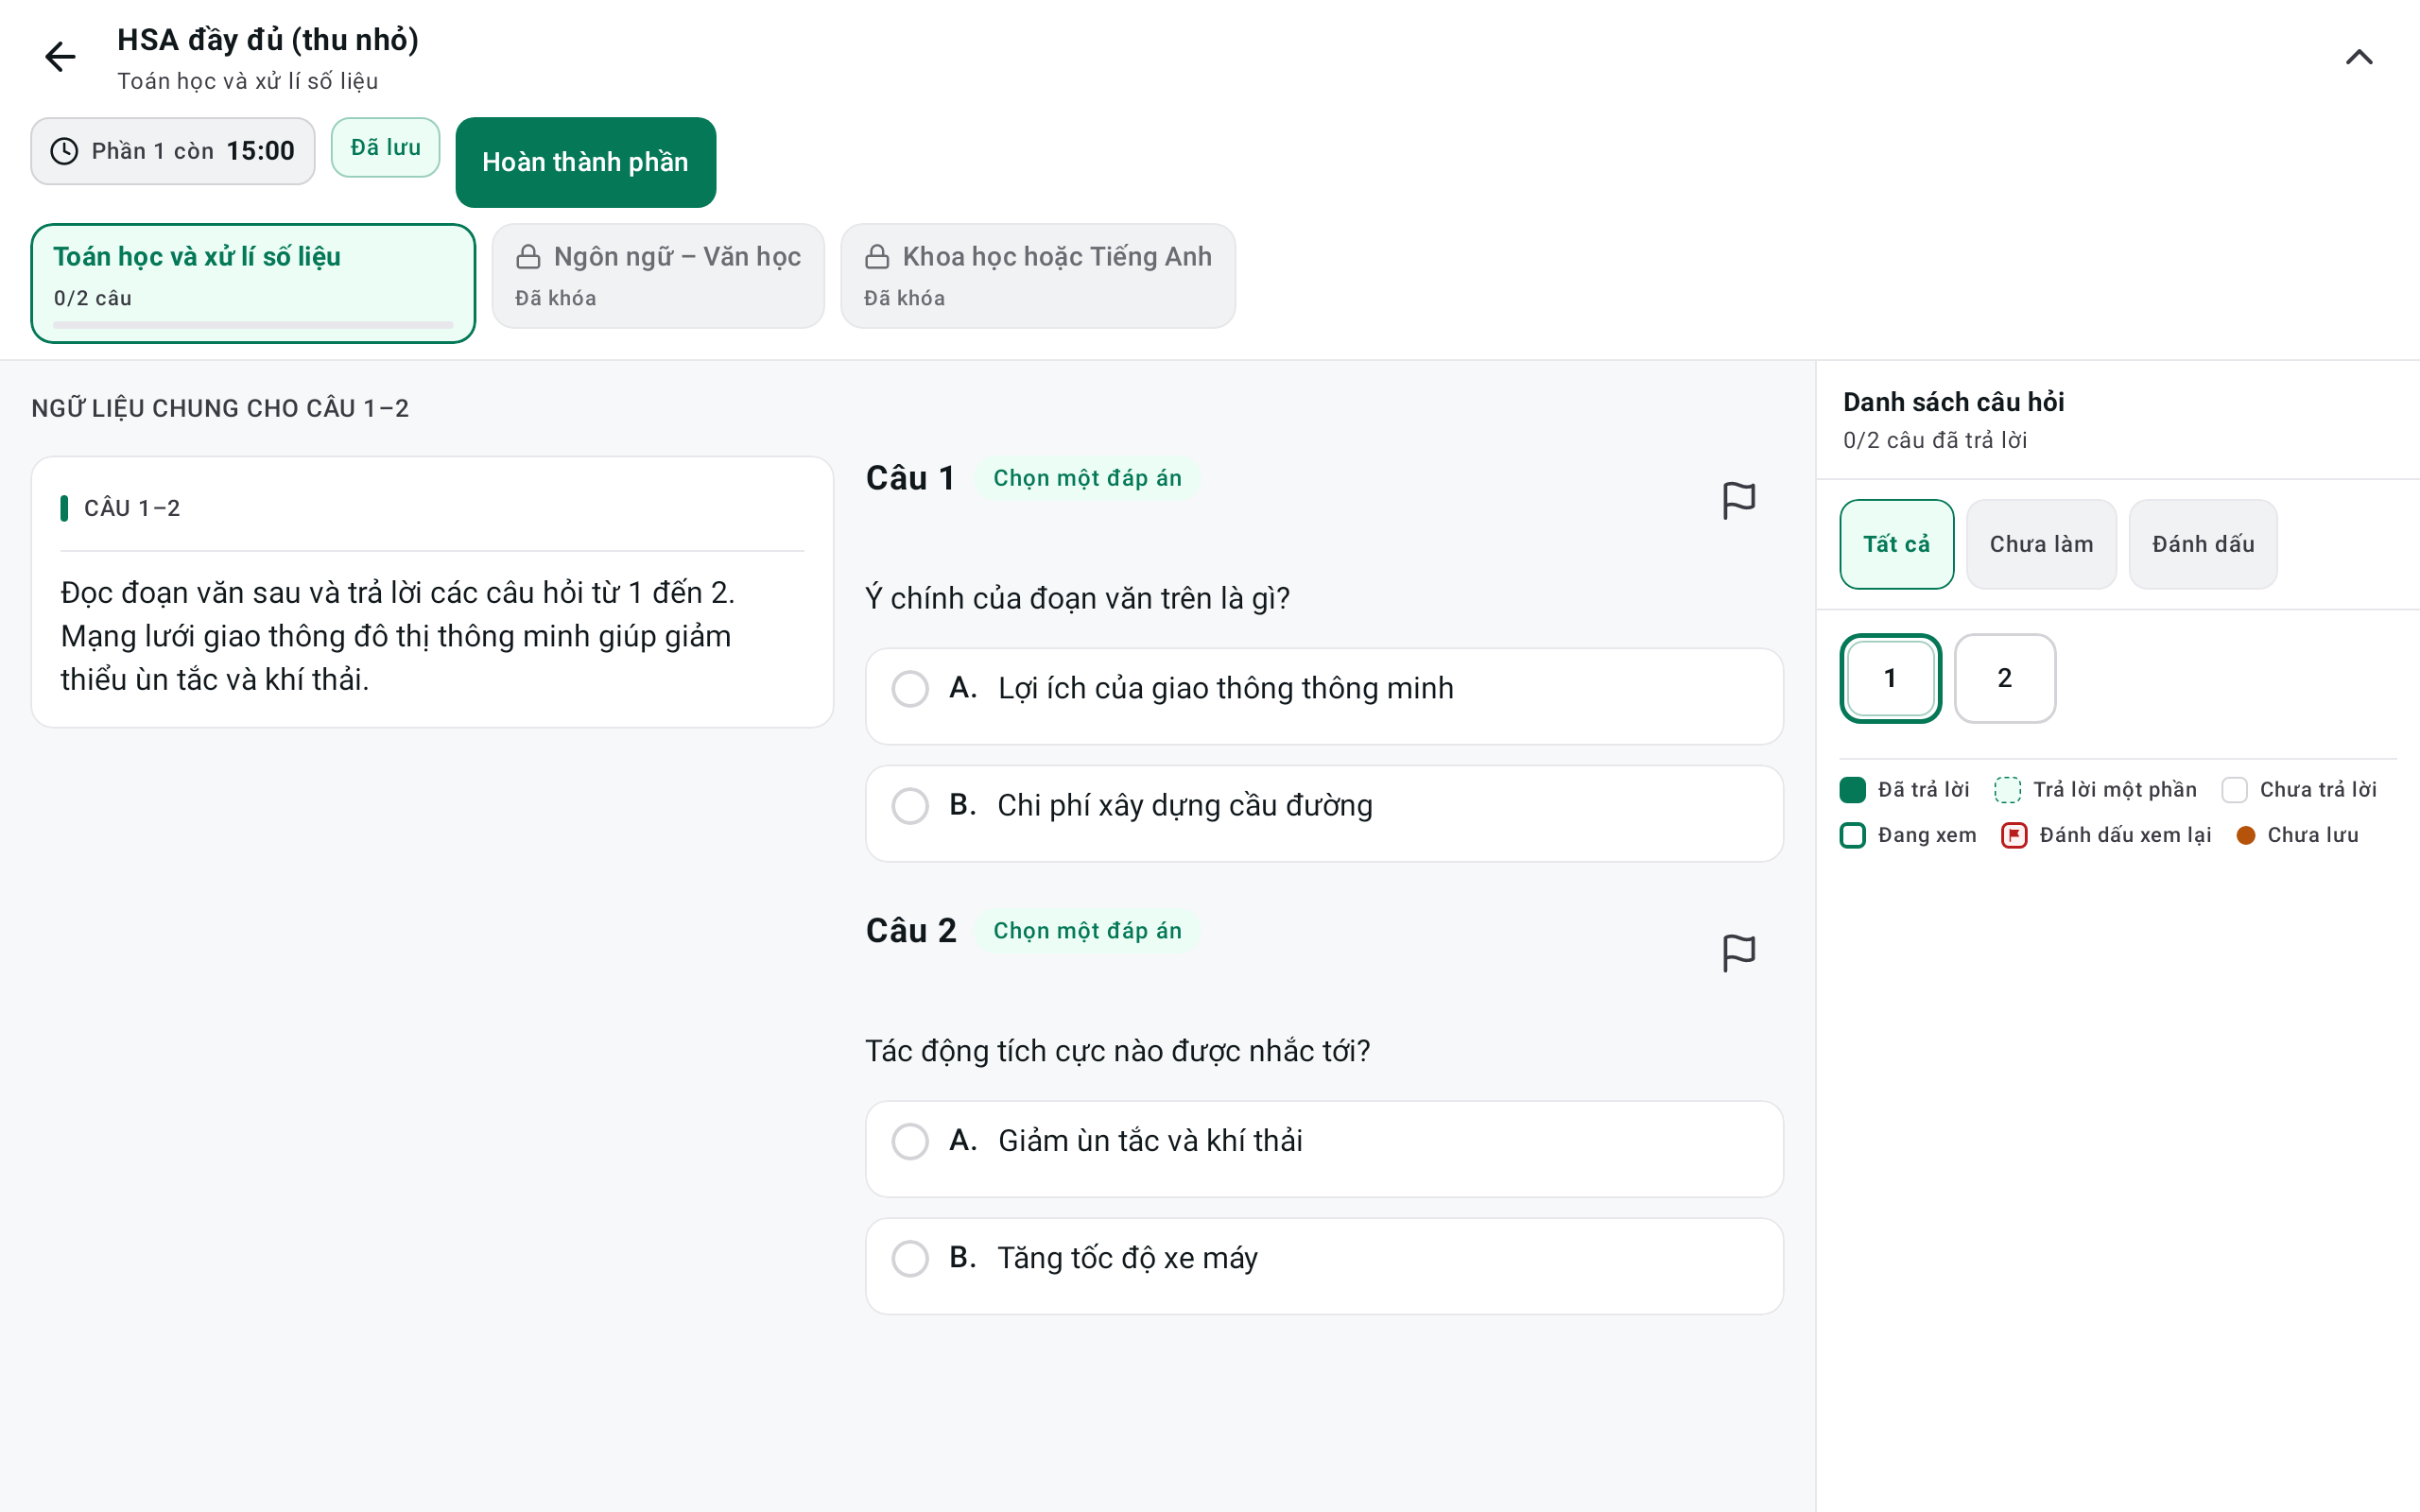 HSA đầy đủ (thu nhỏ)
Toán học và xử lí số liệu
Phần 1 còn 15:00
Đã lưu
Hoàn thành phần
Toán học và xử lí số liệu
0/2 câu
Ngôn ngữ – Văn học
Đã khóa
Khoa học hoặc Tiếng Anh
Đã khóa
NGỮ LIỆU CHUNG CHO CÂU 1–2
CÂU 1–2
Đọc đoạn văn sau và trả lời các câu hỏi từ 1 đến 2.
Mạng lưới giao thông đô thị thông minh giúp giảm
thiểu ùn tắc và khí thải.
Câu 1 Chọn một đáp án
Ý chính của đoạn văn trên là gì?
A. Lợi ích của giao thông thông minh
B. Chi phí xây dựng cầu đường
Câu 2 Chọn một đáp án
Tác động tích cực nào được nhắc tới?
A. Giảm ùn tắc và khí thải
B. Tăng tốc độ xe máy
Danh sách câu hỏi
0/2 câu đã trả lời
Tất cả
Chưa làm
Đánh dấu
1
2
Đã trả lời
Trả lời một phần
Chưa trả lời
Đang xem
Đánh dấu xem lại
Chưa lưu